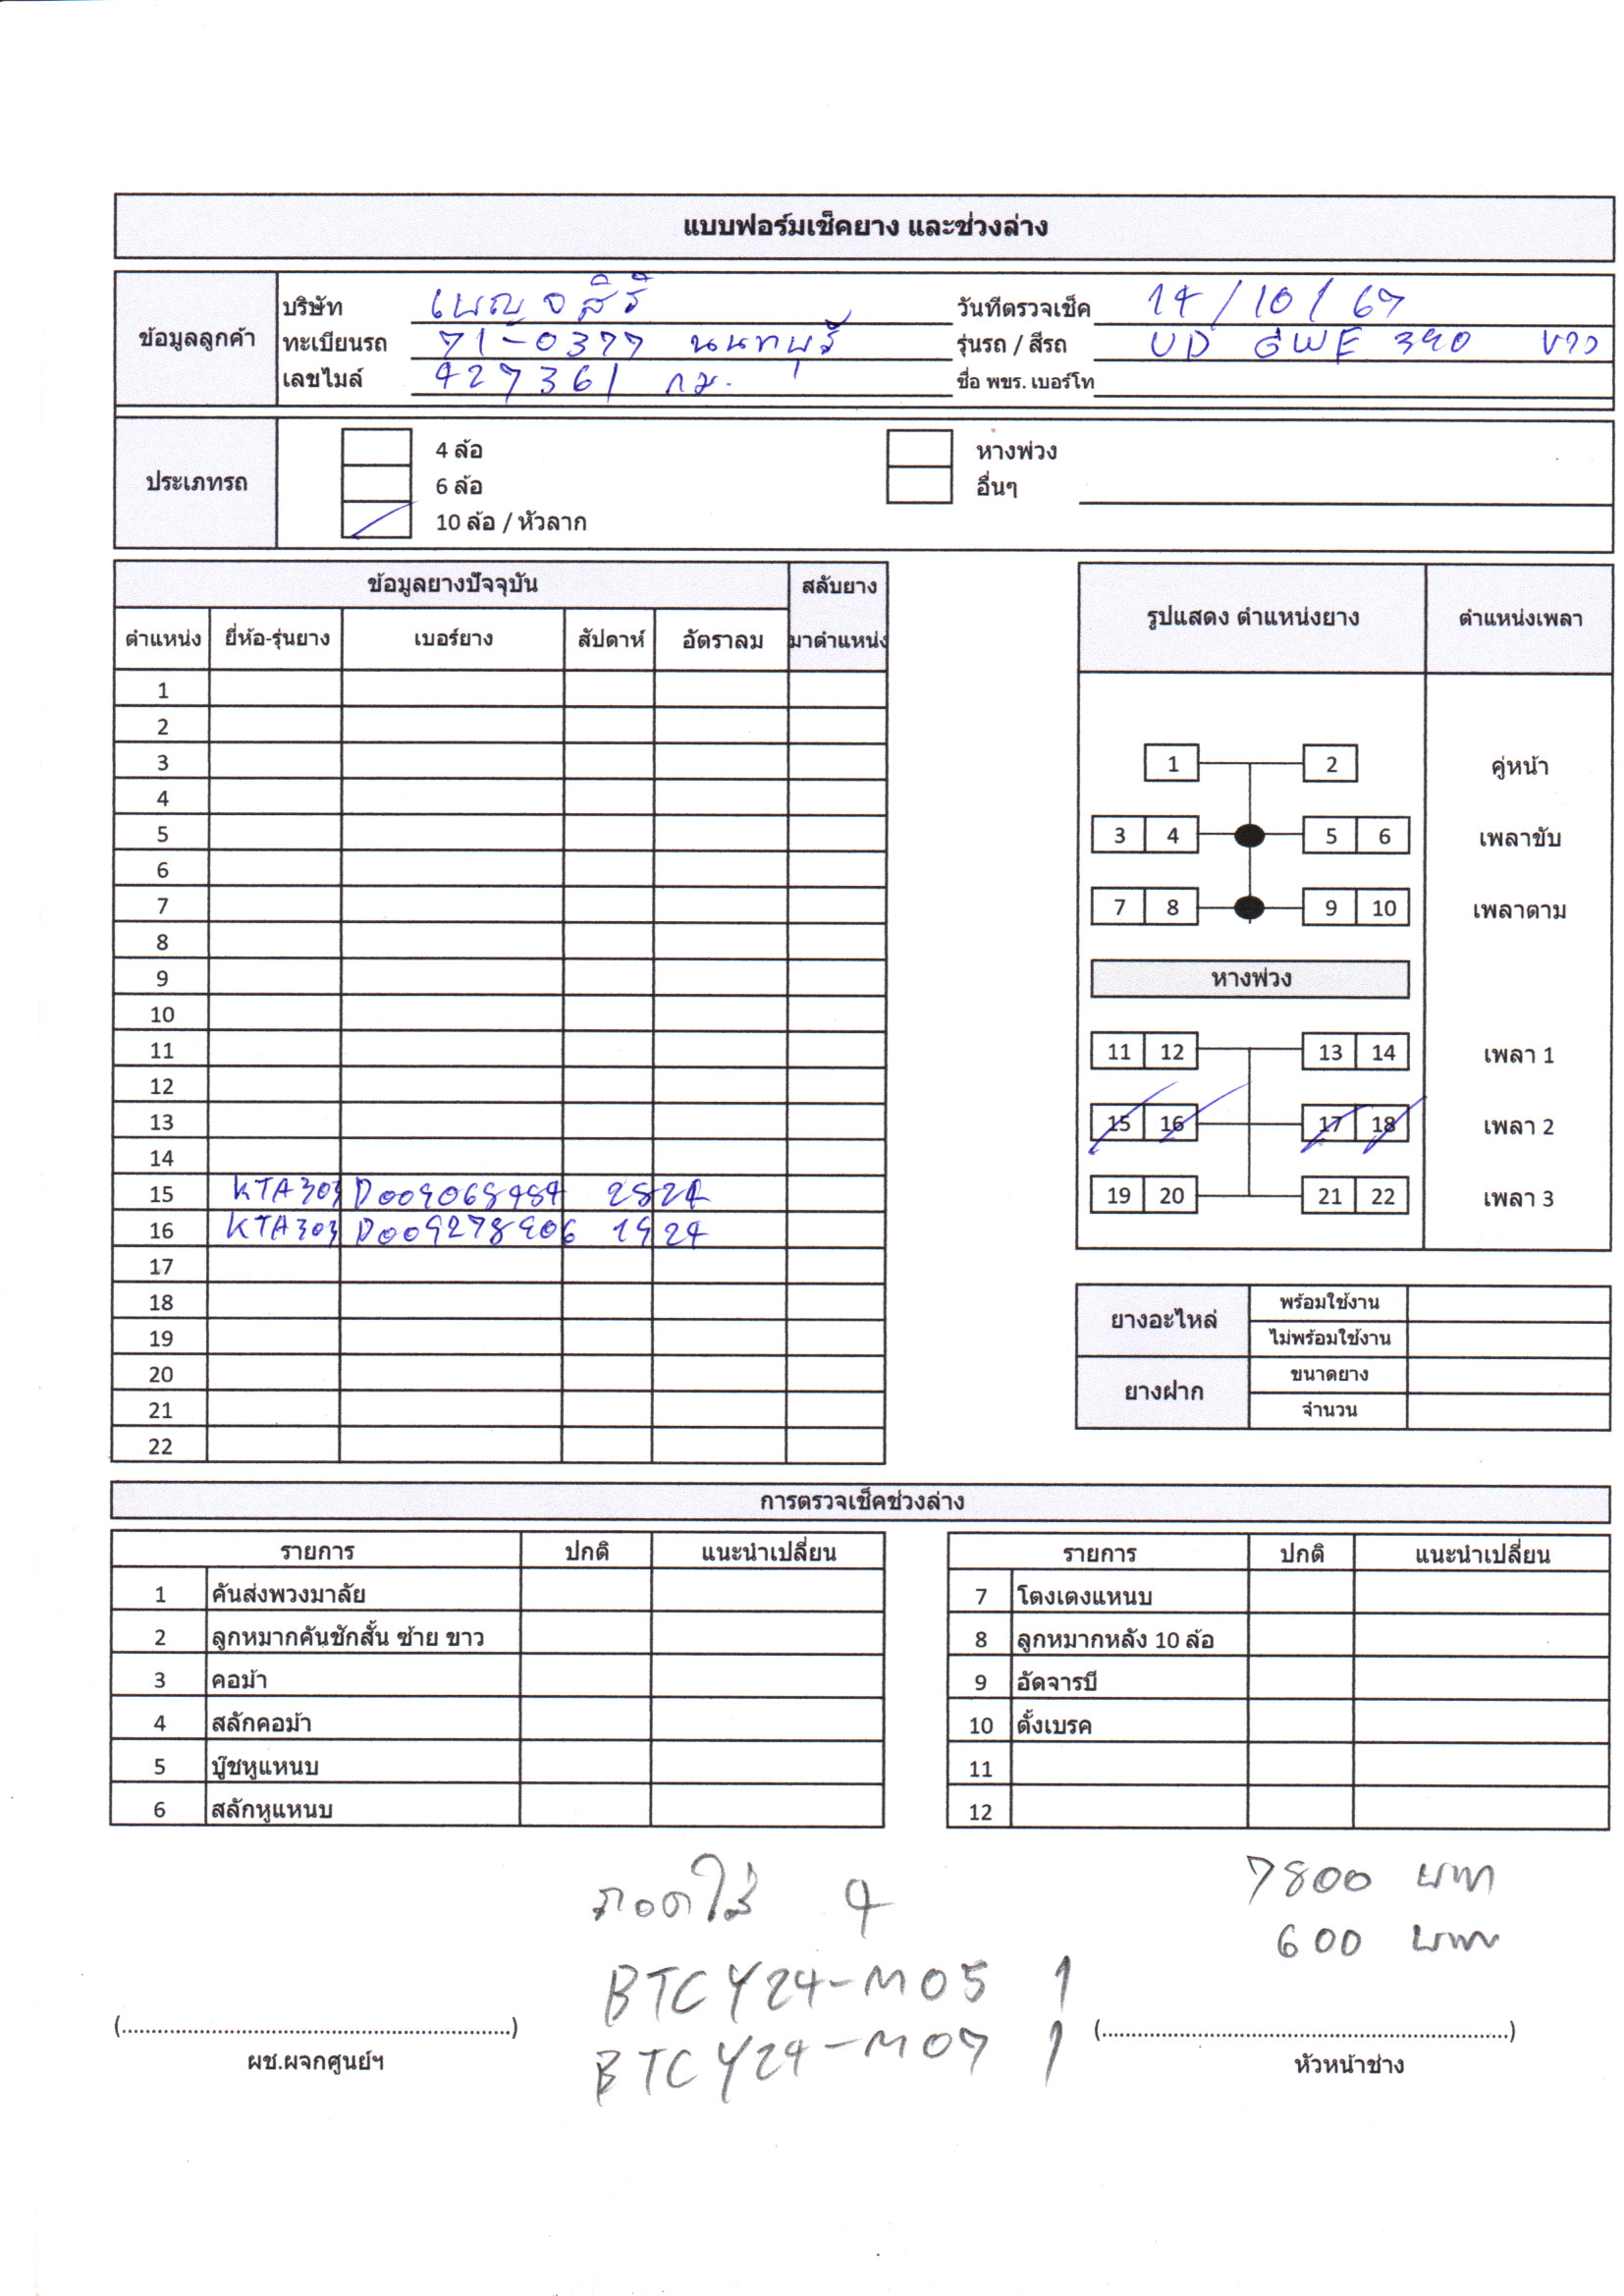 แบบฟอร์มเช็คยาง และช่วงล่าง
ข้อมูลลูกค้า
บริษัท เพญจสิริ วันที่ตรวจเช็ค 14/10/67
ทะเบียนรถ 71-0377 นนทบุรี รุ่นรถ / สีรถ UD GWE 390 ขาว
เลขไมล์ 427361 กม. ชื่อ พขร. เบอร์โท
ประเภทรถ
4 ล้อ หางพ่วง
6 ล้อ อื่นๆ
10 ล้อ / หัวลาก
ข้อมูลยางปัจจุบัน สลับยาง
ตำแหน่ง ยี่ห้อ-รุ่นยาง เบอร์ยาง สัปดาห์ อัตราลม มาตำแหน่ง
1
2
3
4
5
6
7
8
9
10
11
12
13
14
15 KTA303 D009068484 2824
16 KTA303 D009278906 1924
17
18
19
20
21
22
รูปแสดง ตำแหน่งยาง ตำแหน่งเพลา
1 2 คู่หน้า
3 4 5 6 เพลาขับ
7 8 9 10 เพลาตาม
หางพ่วง
11 12 13 14 เพลา 1
15 16 17 18 เพลา 2
19 20 21 22 เพลา 3
ยางอะไหล่ พร้อมใช้งาน
ไม่พร้อมใช้งาน
ยางฝาก ขนาดยาง
จำนวน
การตรวจเช็คช่วงล่าง
รายการ ปกติ แนะนำเปลี่ยน
1 คันส่งพวงมาลัย
2 ลูกหมากคันชักสั้น ซ้าย ขาว
3 คอม้า
4 สลักคอม้า
5 บู๊ชหูแหนบ
6 สลักหูแหนบ
รายการ ปกติ แนะนำเปลี่ยน
7 โตงเตงแหนบ
8 ลูกหมากหลัง 10 ล้อ
9 อัดจารบี
10 ตั้งเบรค
11
12
ถอดใส่ 4 7800 บาท
600 บาท
BTCY24-M05 1
BTCY24-M07 1
(..........................................................................)
ผช.ผจกศูนย์ฯ
(..........................................................................)
หัวหน้าช่าง